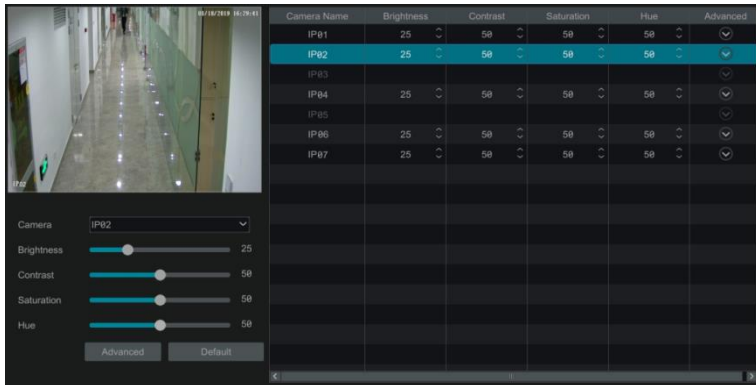 08/10/2019 16:20:41
IP02
Camera IP02
Brightness 25
Contrast 50
Saturation 50
Hue 50
Advanced Default
Camera Name Brightness Contrast Saturation Hue Advanced
IP01 25 50 50 50
IP02 25 50 50 50
IP03
IP04 25 50 50 50
IP05
IP06 25 50 50 50
IP07 25 50 50 50